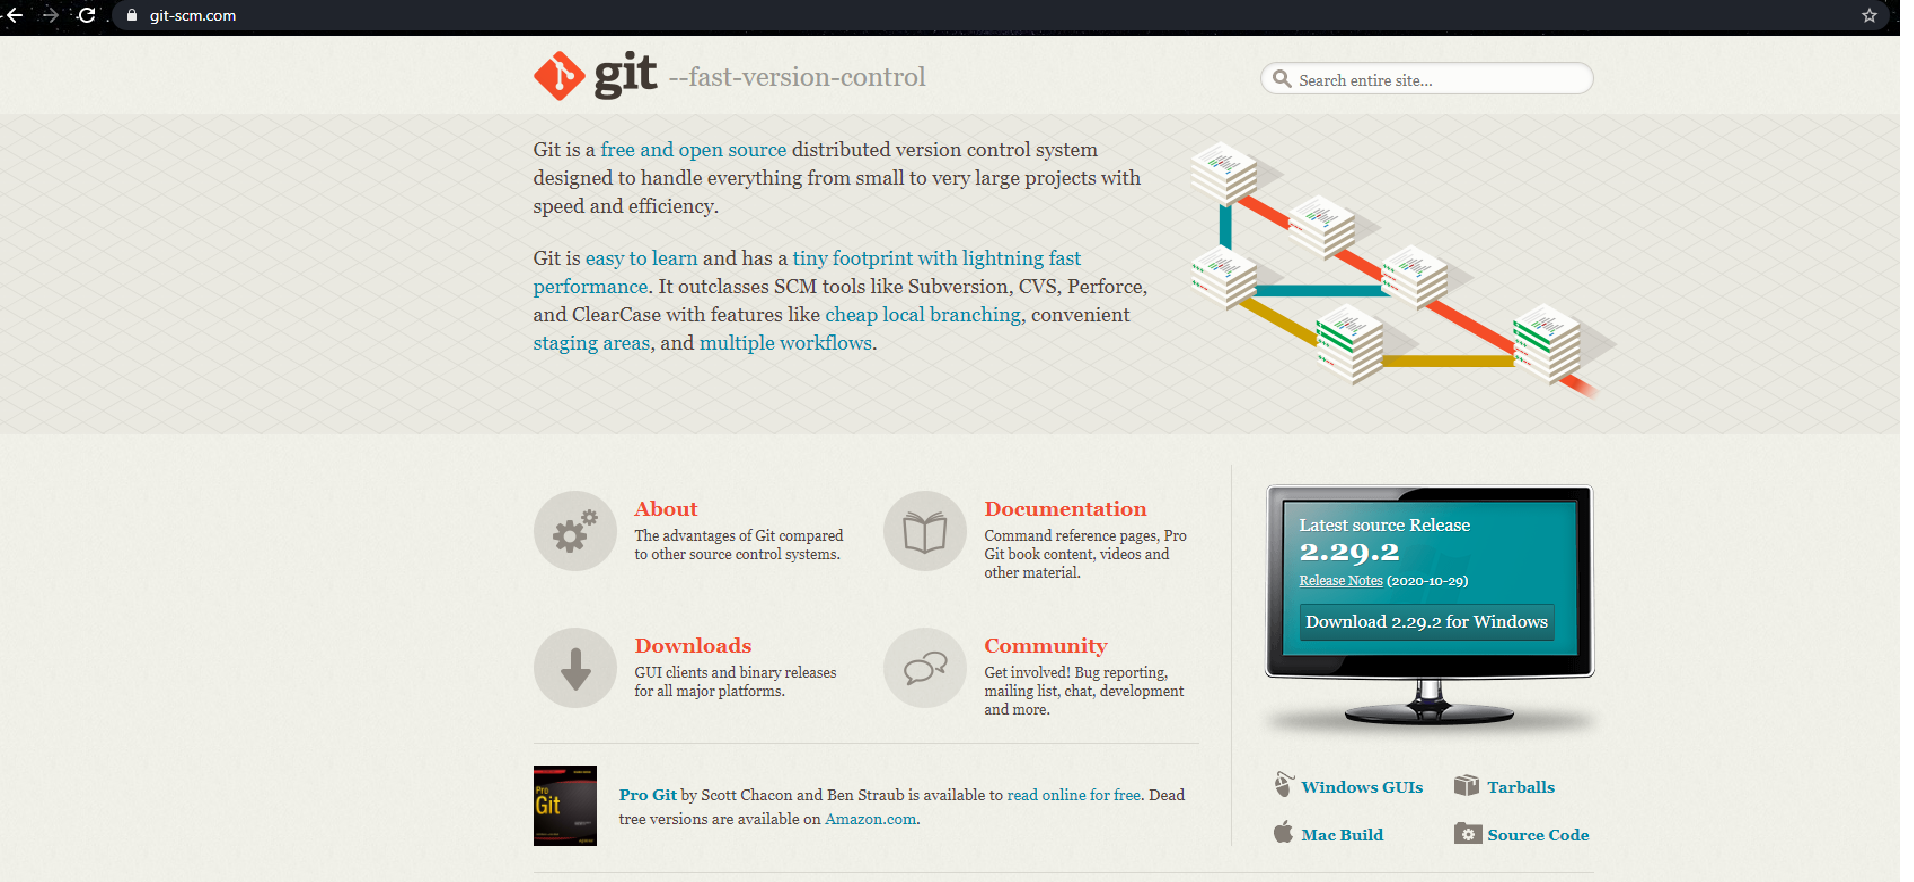 git-scm.com
git --fast-version-control
Search entire site...
Git is a free and open source distributed version control system
designed to handle everything from small to very large projects with
speed and efficiency.
Git is easy to learn and has a tiny footprint with lightning fast
performance. It outclasses SCM tools like Subversion, CVS, Perforce,
and ClearCase with features like cheap local branching, convenient
staging areas, and multiple workflows.
About
The advantages of Git compared
to other source control systems.
Documentation
Command reference pages, Pro
Git book content, videos and
other material.
Downloads
GUI clients and binary releases
for all major platforms.
Community
Get involved! Bug reporting,
mailing list, chat, development
and more.
Pro
Git
Pro Git by Scott Chacon and Ben Straub is available to read online for free. Dead
tree versions are available on Amazon.com.
Latest source Release
2.29.2
Release Notes (2020-10-29)
Download 2.29.2 for Windows
Windows GUIs
Tarballs
Mac Build
Source Code